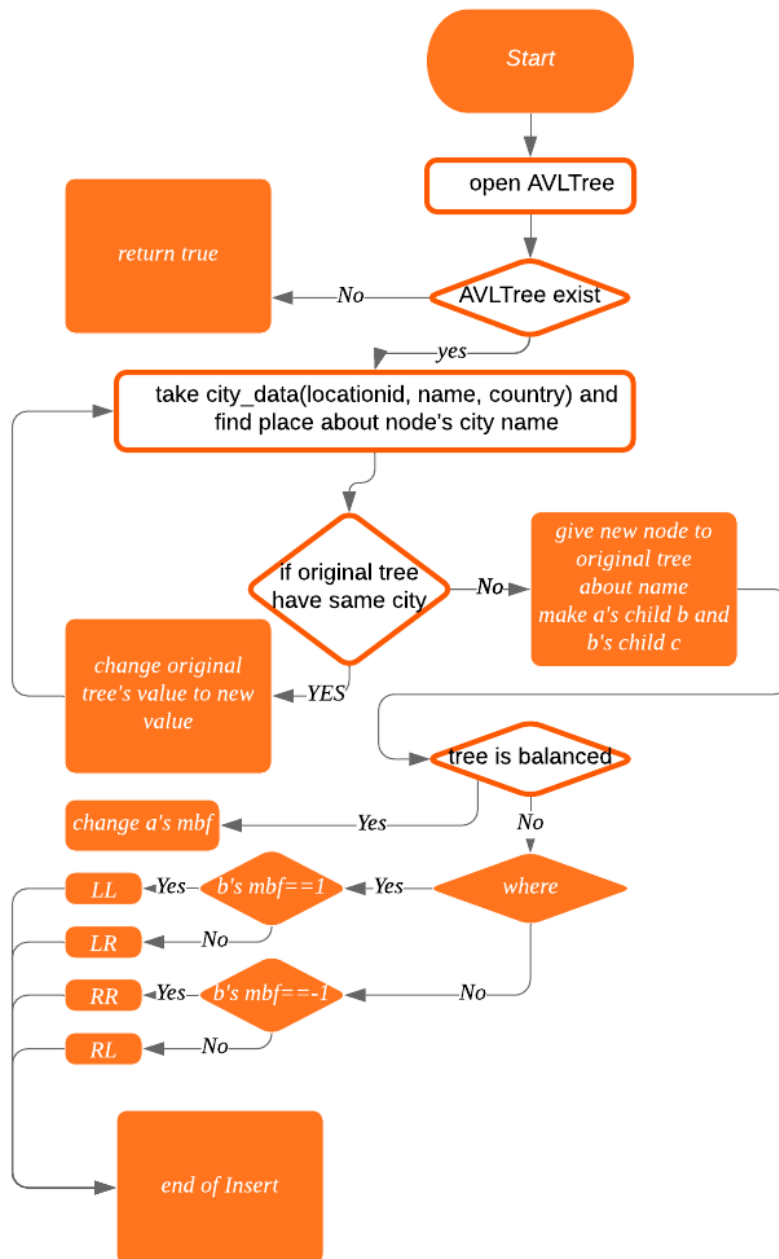 Start
open AVLTree
return true
No
AVLTree exist
yes
take city_data(locationid, name, country) and
find place about node's city name
if original tree
have same city
No
give new node to
original tree
about name
make a's child b and
b's child c
YES
change original
tree's value to new
value
tree is balanced
change a's mbf
Yes
No
LL
Yes
b's mbf==1
Yes
where
LR
No
RR
Yes
b's mbf==-1
No
RL
No
end of Insert